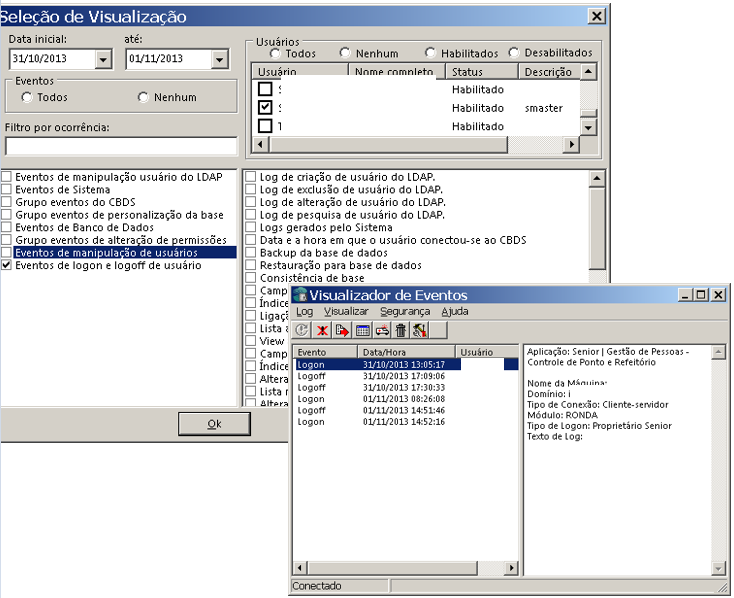 Seleção de Visualização
Data inicial:
até:
31/10/2013
01/11/2013
Eventos
Todos
Nenhum
Filtro por ocorrência:
Usuários
Todos
Nenhum
Habilitados
Desabilitados
Usuário
Nome completo
Status
Descrição
Habilitado
Habilitado
smaster
Habilitado
Eventos de manipulação usuário do LDAP
Eventos de Sistema
Grupo eventos do CBDS
Grupo eventos de personalização da base
Eventos de Banco de Dados
Grupo eventos de alteração de permissões
Eventos de manipulação de usuários
Eventos de logon e logoff de usuário
Log de criação de usuário do LDAP.
Log de exclusão de usuário do LDAP.
Log de alteração de usuário do LDAP.
Log de pesquisa de usuário do LDAP.
Logs gerados pelo Sistema
Data e a hora em que o usuário conectou-se ao CBDS
Backup da base de dados
Restauração para base de dados
Consistência de base
Camp
Índice
Ligaçã
Lista a
View
Camp
Índice
Altera
Lista r
Altera
Ok
Visualizador de Eventos
Log Visualizar Segurança Ajuda
Evento Data/Hora Usuário
Logon 31/10/2013 13:05:17
Logoff 31/10/2013 17:09:06
Logoff 31/10/2013 17:30:33
Logon 01/11/2013 08:26:08
Logoff 01/11/2013 14:51:46
Logon 01/11/2013 14:52:16
Aplicação: Senior | Gestão de Pessoas -
Controle de Ponto e Refeitório
Nome da Máquina:
Domínio: i
Tipo de Conexão: Cliente-servidor
Módulo: RONDA
Tipo de Logon: Proprietário Senior
Texto de Log:
Conectado